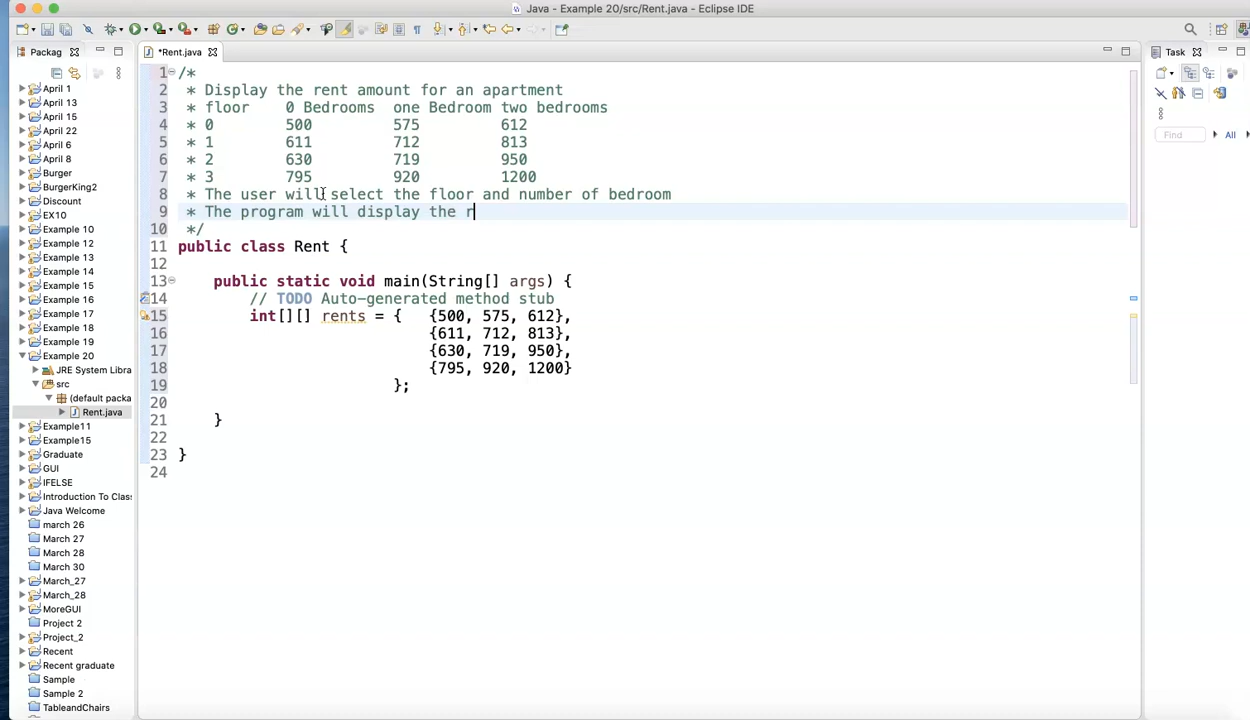 Java - Example 20/src/Rent.java - Eclipse IDE
Packag
*Rent.java
Task
April 1
April 13
April 15
April 22
April 6
April 8
Burger
BurgerKing2
Discount
EX10
Example 10
Example 12
Example 13
Example 14
Example 15
Example 16
Example 17
Example 18
Example 19
Example 20
JRE System Libra
src
(default packa
Rent.java
Example11
Example15
Graduate
GUI
IFELSE
Introduction To Clas
Java Welcome
march 26
March 27
March 28
March 30
March_27
March_28
MoreGUI
Project 2
Project_2
Recent
Recent graduate
Sample
Sample 2
TableandChairs
1 /*
2 * Display the rent amount for an apartment
3 * floor 0 Bedrooms one Bedroom two bedrooms
4 * 0 500 575 612
5 * 1 611 712 813
6 * 2 630 719 950
7 * 3 795 920 1200
8 * The user will select the floor and number of bedroom
9 * The program will display the r
10 */
11 public class Rent {
12
13 public static void main(String[] args) {
14 // TODO Auto-generated method stub
15 int[][] rents = { {500, 575, 612},
16 {611, 712, 813},
17 {630, 719, 950},
18 {795, 920, 1200}
19 };
20
21 }
22
23 }
24
Find
All